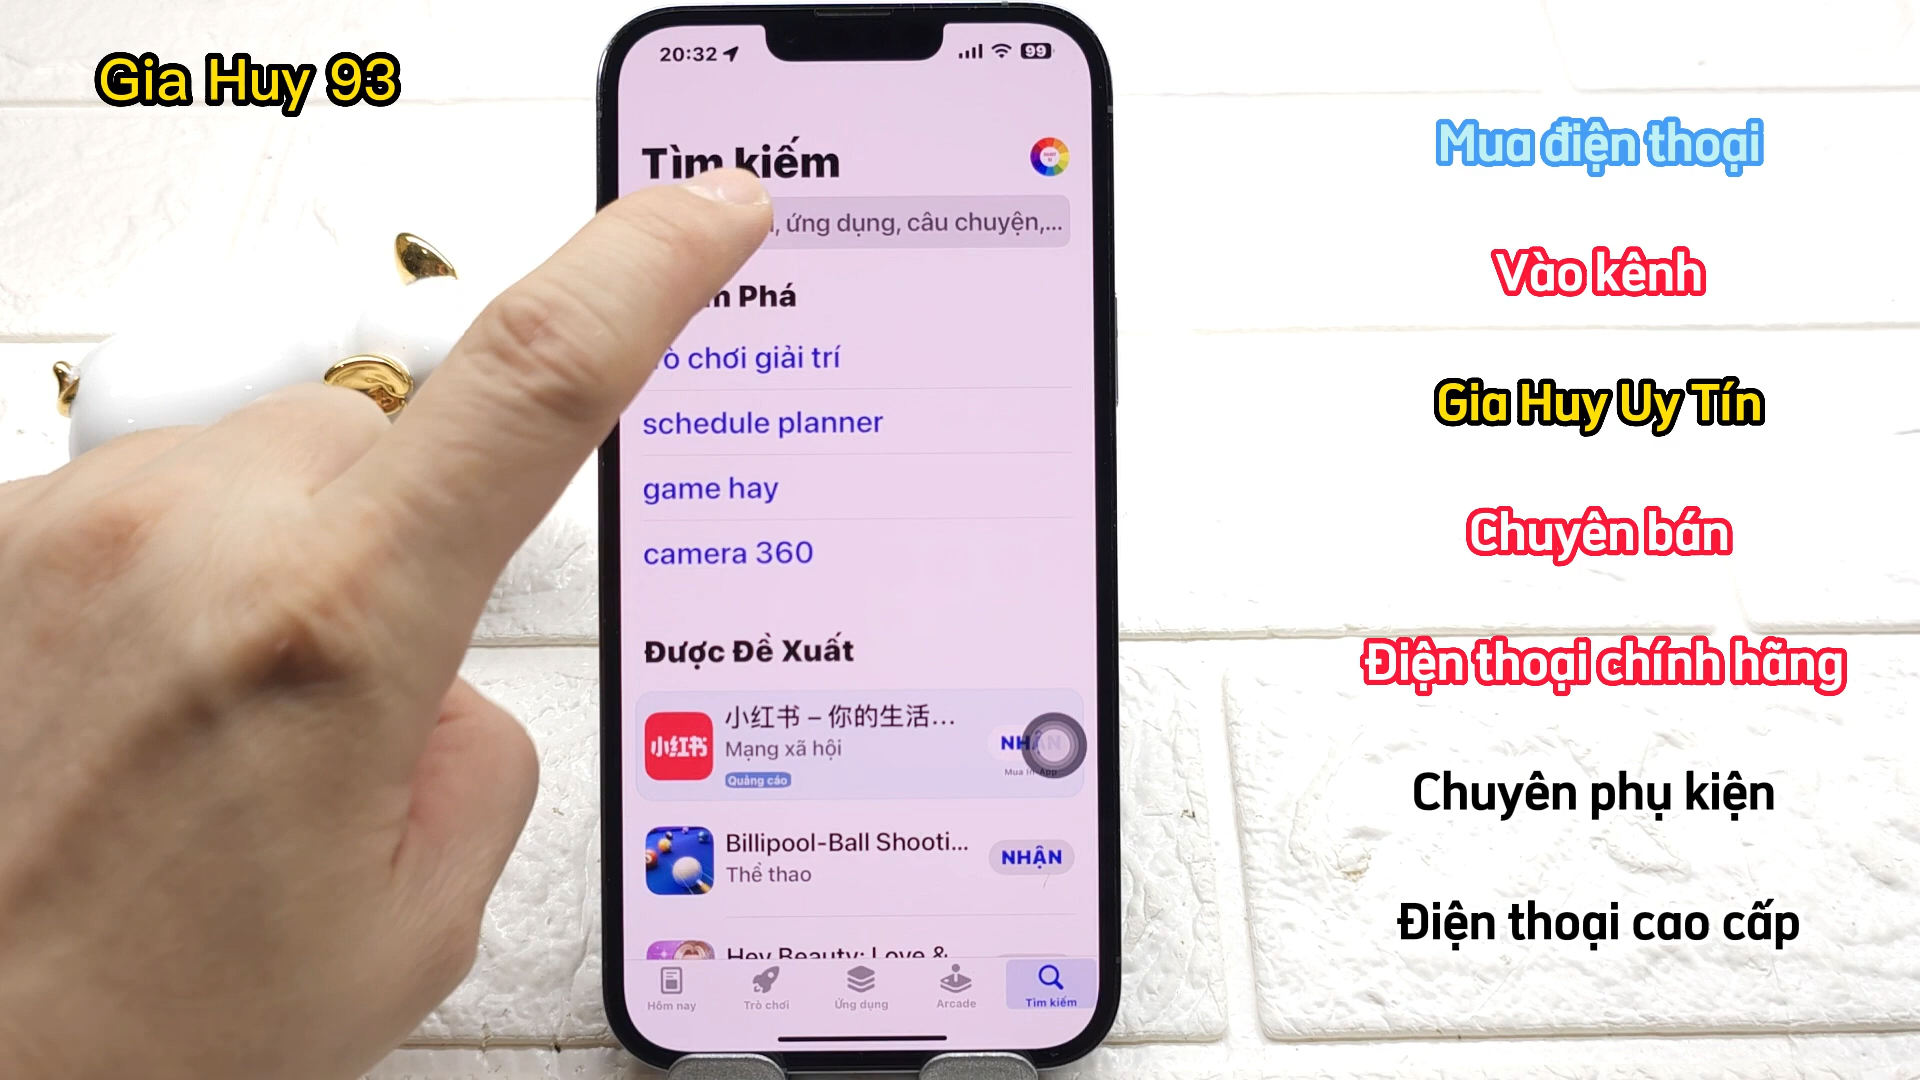 Gia Huy 93
20:32
99
Tìm kiếm
ứng dụng, câu chuyện,...
Phá
chơi giải trí
schedule planner
game hay
camera 360
Được Đề Xuất
小红书
小红书 – 你的生活...
Mạng xã hội
Quảng cáo
NHẬN
Billipool-Ball Shooti...
Thể thao
NHẬN
Hey Beauty: Love &
Hôm nay
Trò chơi
Ứng dụng
Arcade
Tìm kiếm
Mua điện thoại
Vào kênh
Gia Huy Uy Tín
Chuyên bán
Điện thoại chính hãng
Chuyên phụ kiện
Điện thoại cao cấp